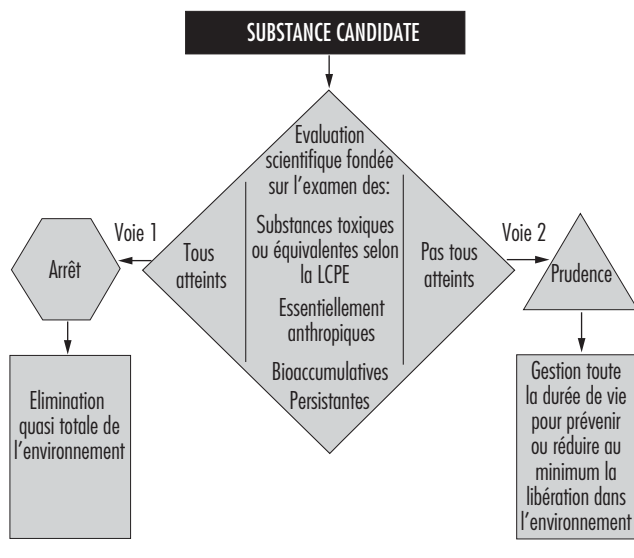 SUBSTANCE CANDIDATE
Evaluation
scientifique fondée
sur l'examen des:
Substances toxiques
ou équivalentes selon
la LCPE
Essentiellement
anthropiques
Bioaccumulatives
Persistantes
Voie 1
Tous
atteints
Arrêt
Elimination
quasi totale de
l'environnement
Voie 2
Pas tous
atteints
Prudence
Gestion toute
la durée de vie
pour prévenir
ou réduire au
minimum la
libération dans
l'environnement